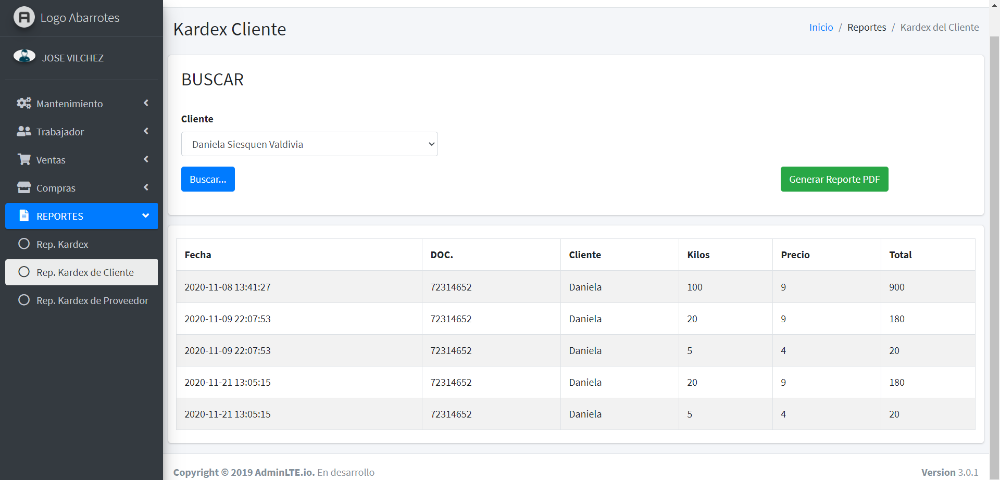 Logo Abarrotes
JOSE VILCHEZ
Mantenimiento
Trabajador
Ventas
Compras
REPORTES
Rep. Kardex
Rep. Kardex de Cliente
Rep. Kardex de Proveedor
Kardex Cliente
Inicio / Reportes / Kardex del Cliente
BUSCAR
Cliente
Daniela Siesquen Valdivia
Buscar... Generar Reporte PDF
Fecha DOC. Cliente Kilos Precio Total
2020-11-08 13:41:27 72314652 Daniela 100 9 900
2020-11-09 22:07:53 72314652 Daniela 20 9 180
2020-11-09 22:07:53 72314652 Daniela 5 4 20
2020-11-21 13:05:15 72314652 Daniela 20 9 180
2020-11-21 13:05:15 72314652 Daniela 5 4 20
Copyright © 2019 AdminLTE.io. En desarrollo Version 3.0.1